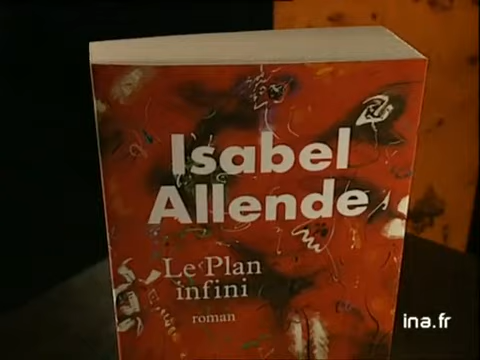 Isabel
Allende
Le Plan
infini
roman
ina.fr